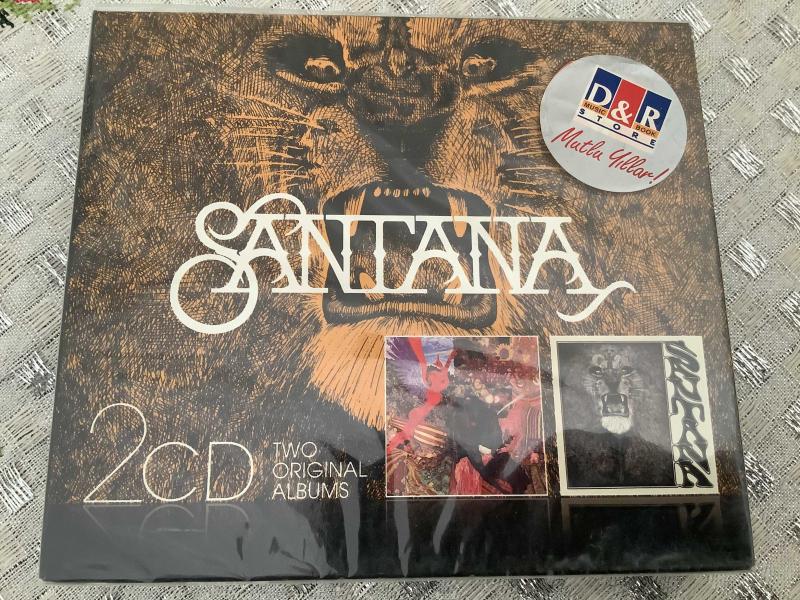 D&R
MUSIC BOOK
STORE
Mutlu Yıllar!
SANTANA
2CD
TWO
ORIGINAL
ALBUMS
SANTANA